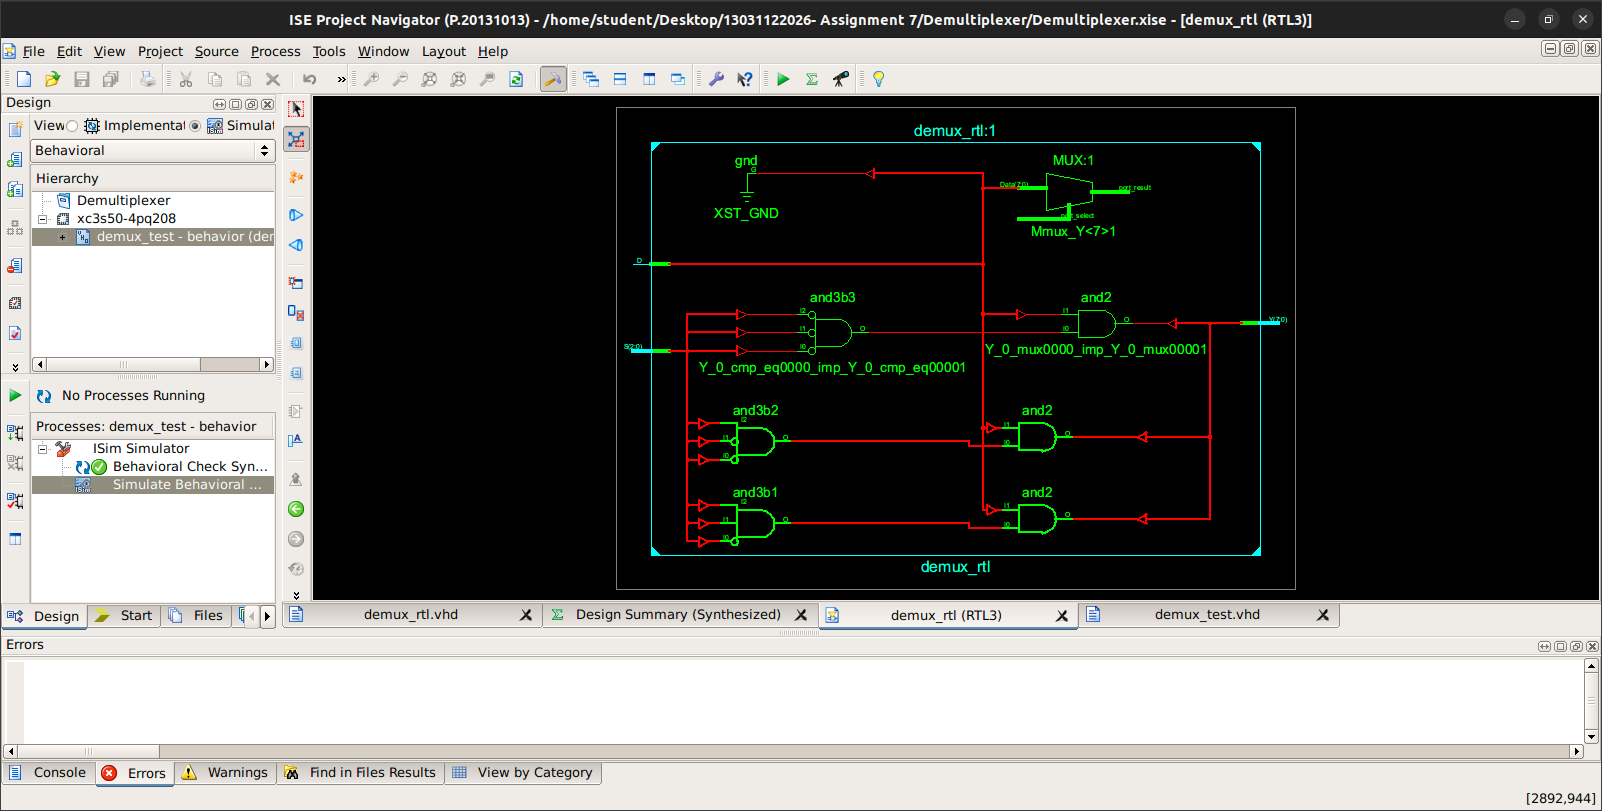 ISE Project Navigator (P.20131013) - /home/student/Desktop/13031122026- Assignment 7/Demultiplexer/Demultiplexer.xise - [demux_rtl (RTL3)]
File Edit View Project Source Process Tools Window Layout Help
»
Design
View Implementat Simulat
Behavioral
Hierarchy
Demultiplexer
xc3s50-4pq208
demux_test - behavior (der
No Processes Running
Processes: demux_test - behavior
ISim Simulator
Behavioral Check Syn...
ISim Simulate Behavioral ...
Design Start Files
demux_rtl:1
gnd
G
XST_GND
MUX:1
Data(7:0)
port_result
port_select
Mmux_Y<7>1
D
and3b3
I2
I1
I0
O
Y_0_cmp_eq0000_imp_Y_0_cmp_eq00001
and2
I1
I0
O
Y_0_mux0000_imp_Y_0_mux00001
S(2:0)
Y(7:0)
and3b2
I2
I1
I0
O
and2
I1
I0
O
and3b1
I2
I1
I0
O
and2
I1
I0
O
demux_rtl
demux_rtl.vhd Design Summary (Synthesized) demux_rtl (RTL3) demux_test.vhd
Errors
Console Errors Warnings Find in Files Results View by Category
[2892,944]